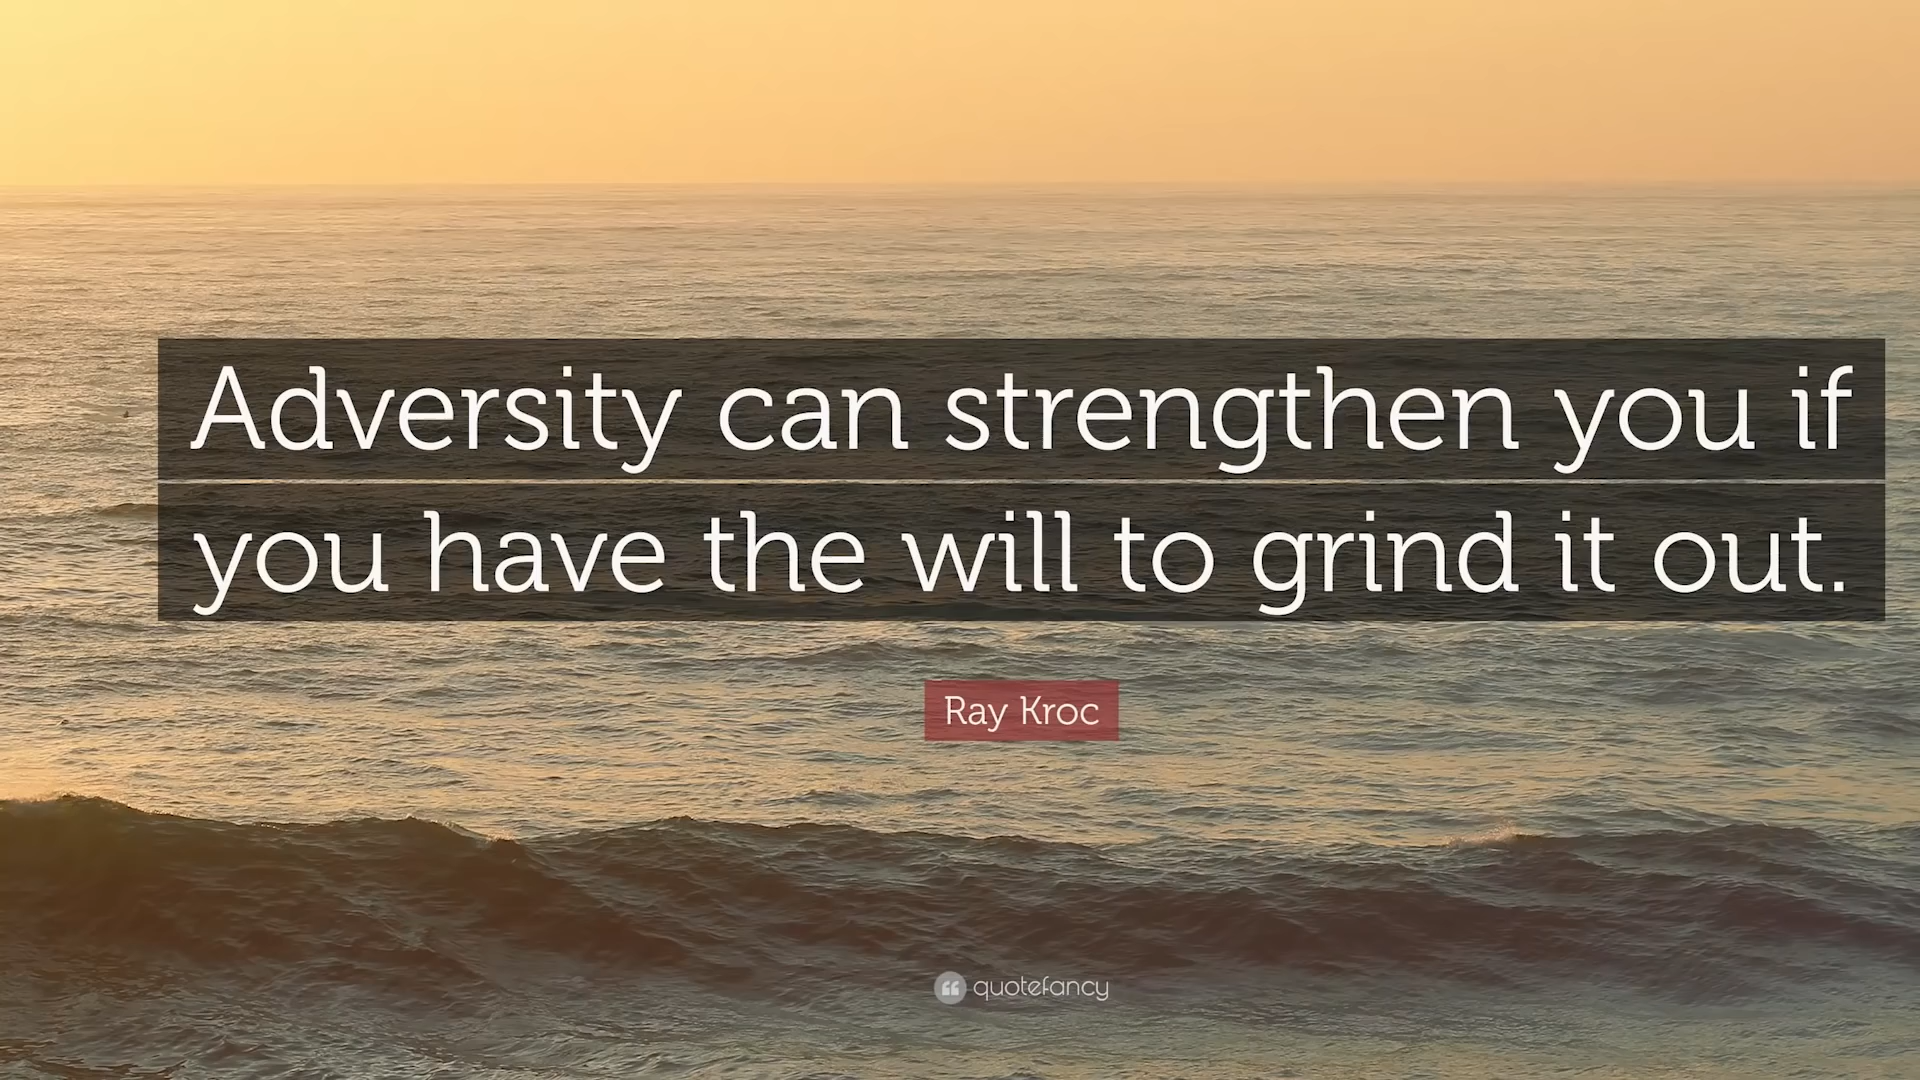 Adversity can strengthen you if
you have the will to grind it out.
Ray Kroc
quotefancy